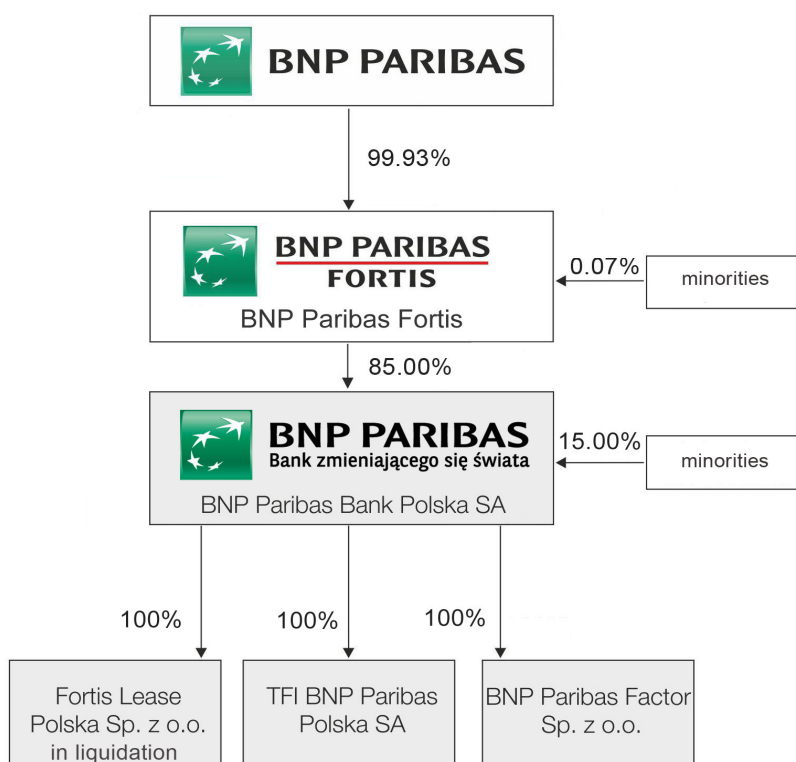 BNP PARIBAS
99.93%
BNP PARIBAS
FORTIS
BNP Paribas Fortis
0.07%
minorities
85.00%
BNP PARIBAS
Bank zmieniającego się świata
BNP Paribas Bank Polska SA
15.00%
minorities
100%
100%
100%
Fortis Lease
Polska Sp. z o.o.
in liquidation
TFI BNP Paribas
Polska SA
BNP Paribas Factor
Sp. z o.o.